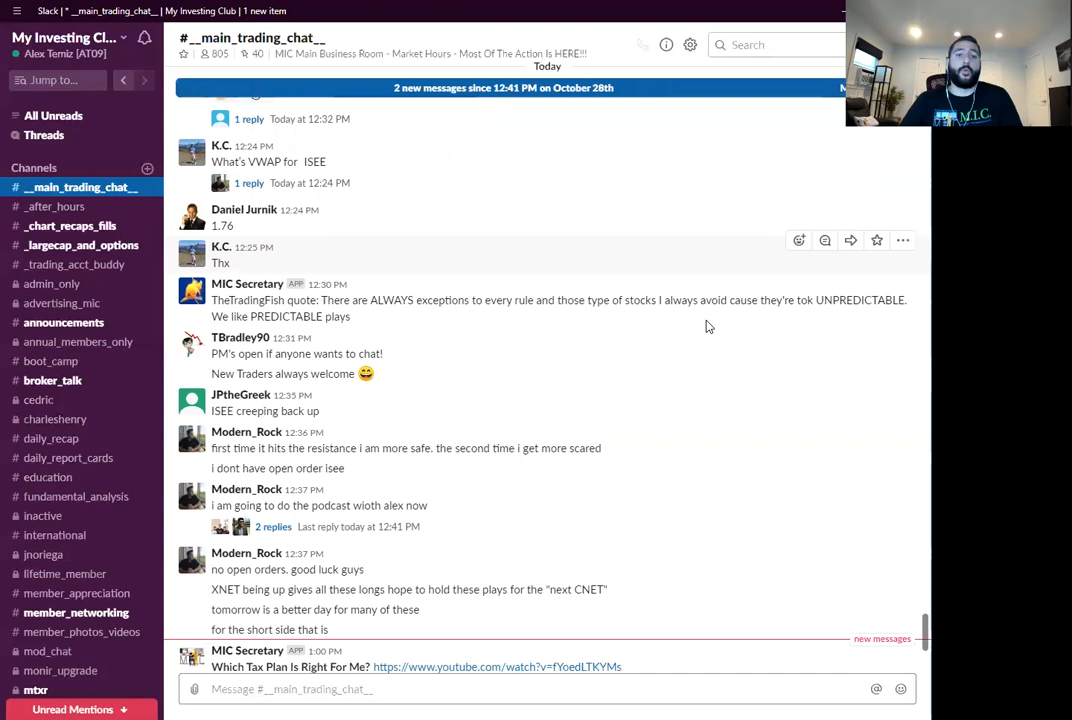 Slack | * __main_trading_chat__ | My Investing Club | 1 new item
My Investing Cl...
Alex Temiz [AT09]
Jump to...
All Unreads
Threads
Channels
# __main_trading_chat__
# _after_hours
# _chart_recaps_fills
# _largecap_and_options
# _trading_acct_buddy
admin_only
# advertising_mic
announcements
annual_members_only
# boot_camp
# broker_talk
# cedric
charleshenry
# daily_recap
# daily_report_cards
# education
# fundamental_analysis
# inactive
# international
jnoriega
lifetime_member
# member_appreciation
# member_networking
# member_photos_videos
mod_chat
monir_upgrade
mtxr
Unread Mentions
#__main_trading_chat__
805
40
MIC Main Business Room - Market Hours - Most Of The Action Is HERE!!!
Search
Today
2 new messages since 12:41 PM on October 28th
M
1 reply Today at 12:32 PM
K.C. 12:24 PM
What's VWAP for ISEE
1 reply Today at 12:24 PM
Daniel Jurnik 12:24 PM
1.76
K.C. 12:25 PM
Thx
MIC Secretary APP 12:30 PM
TheTradingFish quote: There are ALWAYS exceptions to every rule and those type of stocks I always avoid cause they're tok UNPREDICTABLE.
We like PREDICTABLE plays
TBradley90 12:31 PM
PM's open if anyone wants to chat!
New Traders always welcome 😄
JPtheGreek 12:35 PM
ISEE creeping back up
Modern_Rock 12:36 PM
first time it hits the resistance i am more safe. the second time i get more scared
i dont have open order isee
Modern_Rock 12:37 PM
i am going to do the podcast wioth alex now
2 replies Last reply today at 12:41 PM
Modern_Rock 12:37 PM
no open orders. good luck guys
XNET being up gives all these longs hope to hold these plays for the "next CNET"
tomorrow is a better day for many of these
for the short side that is
new messages
MIC Secretary APP 1:00 PM
Which Tax Plan Is Right For Me? https://www.youtube.com/watch?v=fYoedLTKYMs
Message #__main_trading_chat__
M.I.C.